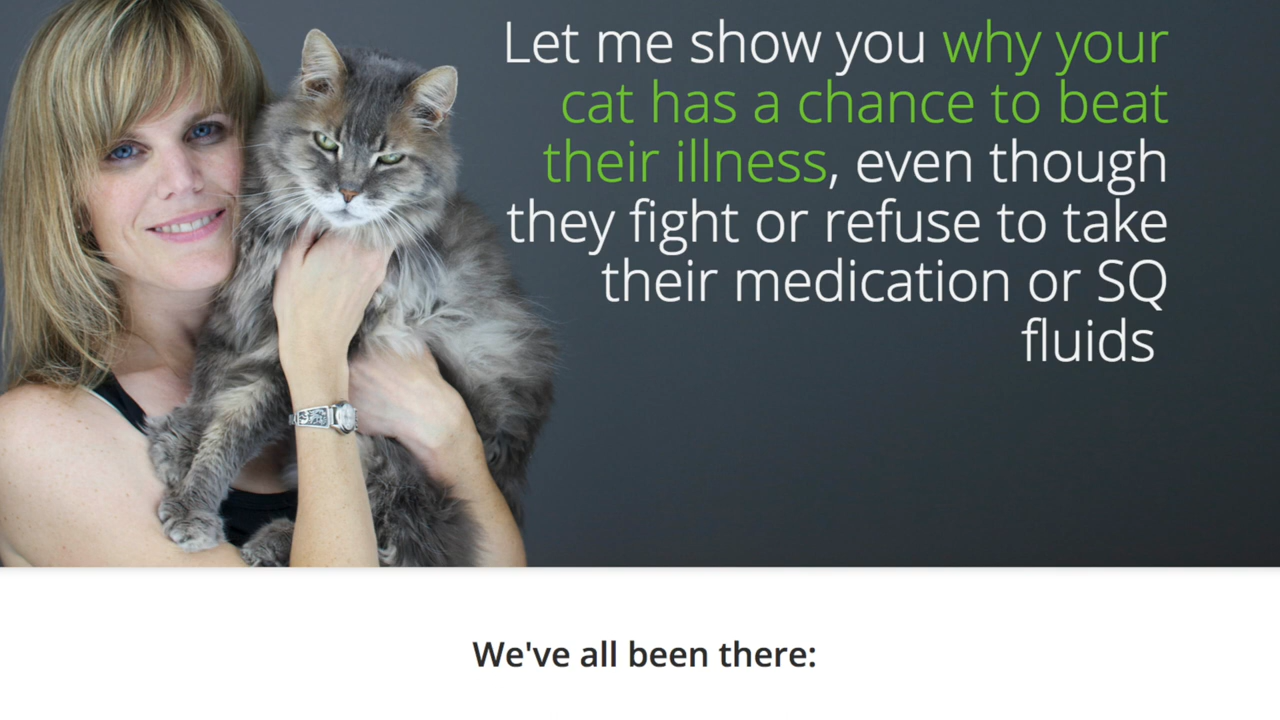 Let me show you why your
cat has a chance to beat
their illness, even though
they fight or refuse to take
their medication or SQ
fluids
We've all been there: